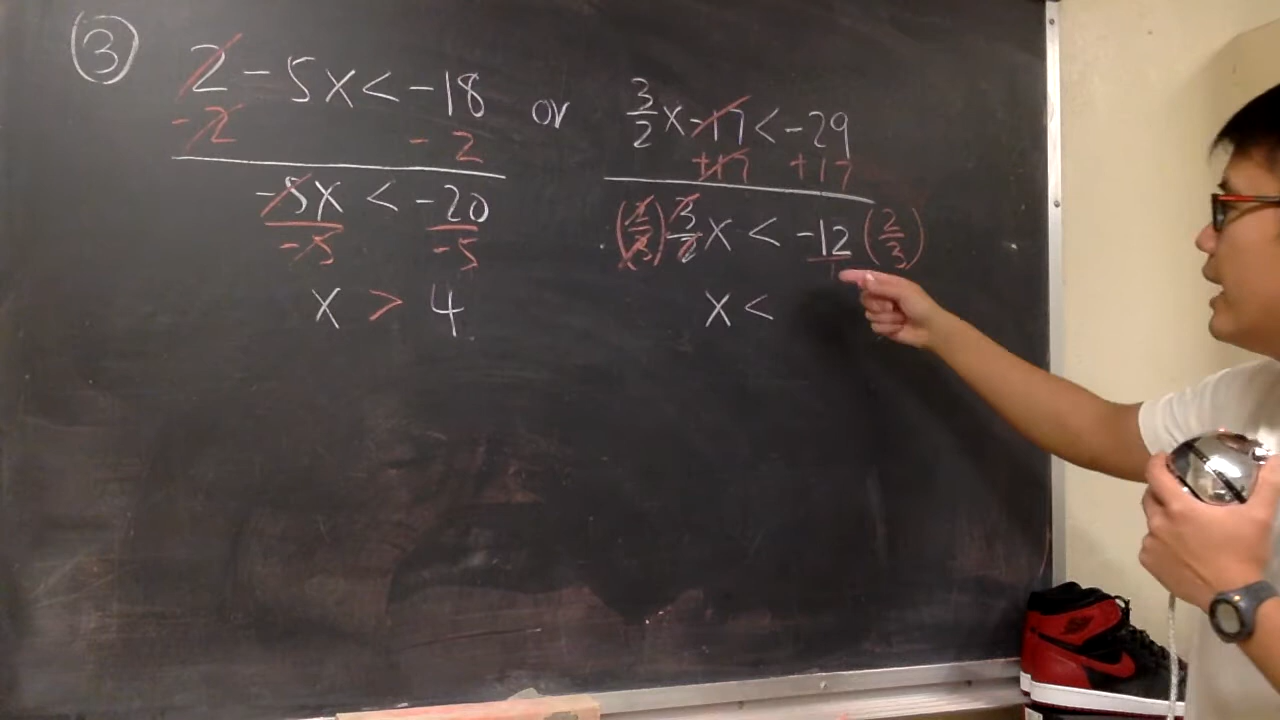 ③ 2 - 5x < -18 or 3/2 x - 17 < -29
-2 - 2 +17 +17
-5x < -20 (2/3) 3/2 x < -12 (2/3)
-5 -5 1
x > 4 x <